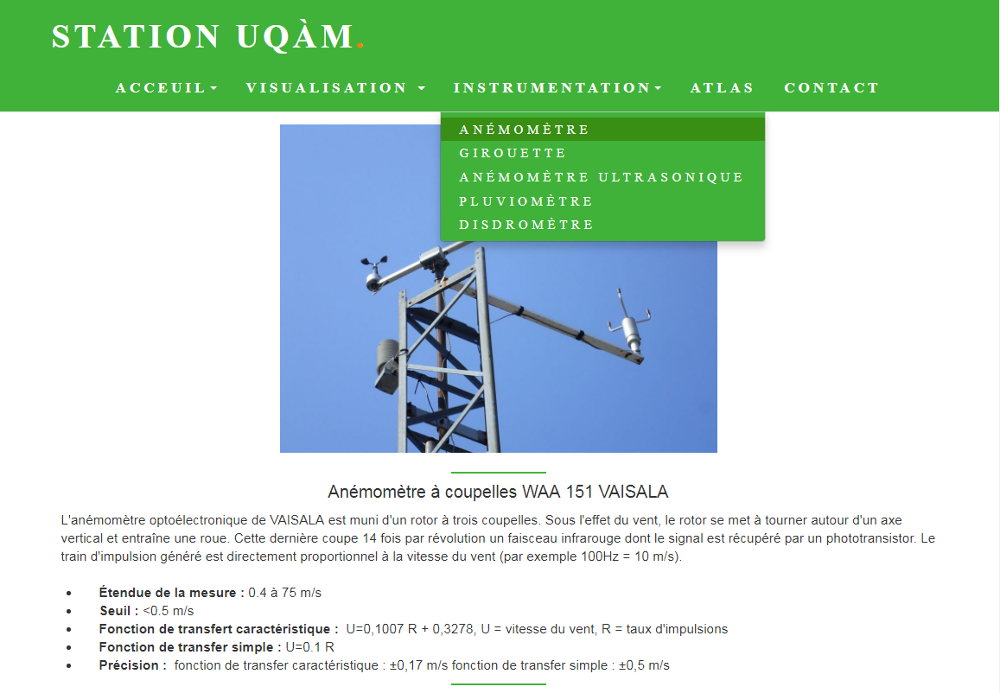 STATION UQÀM.
ACCEUIL VISUALISATION INSTRUMENTATION ATLAS CONTACT
ANÉMOMÈTRE
GIROUETTE
ANÉMOMÈTRE ULTRASONIQUE
PLUVIOMÈTRE
DISDROMÈTRE
Anémomètre à coupelles WAA 151 VAISALA
L'anémomètre optoélectronique de VAISALA est muni d'un rotor à trois coupelles. Sous l'effet du vent, le rotor se met à tourner autour d'un axe
vertical et entraîne une roue. Cette dernière coupe 14 fois par révolution un faisceau infrarouge dont le signal est récupéré par un phototransistor. Le
train d'impulsion généré est directement proportionnel à la vitesse du vent (par exemple 100Hz = 10 m/s).
• Étendue de la mesure : 0.4 à 75 m/s
• Seuil : <0.5 m/s
• Fonction de transfert caractéristique : U=0,1007 R + 0,3278, U = vitesse du vent, R = taux d'impulsions
• Fonction de transfer simple : U=0.1 R
• Précision : fonction de transfer caractéristique : ±0,17 m/s fonction de transfer simple : ±0,5 m/s